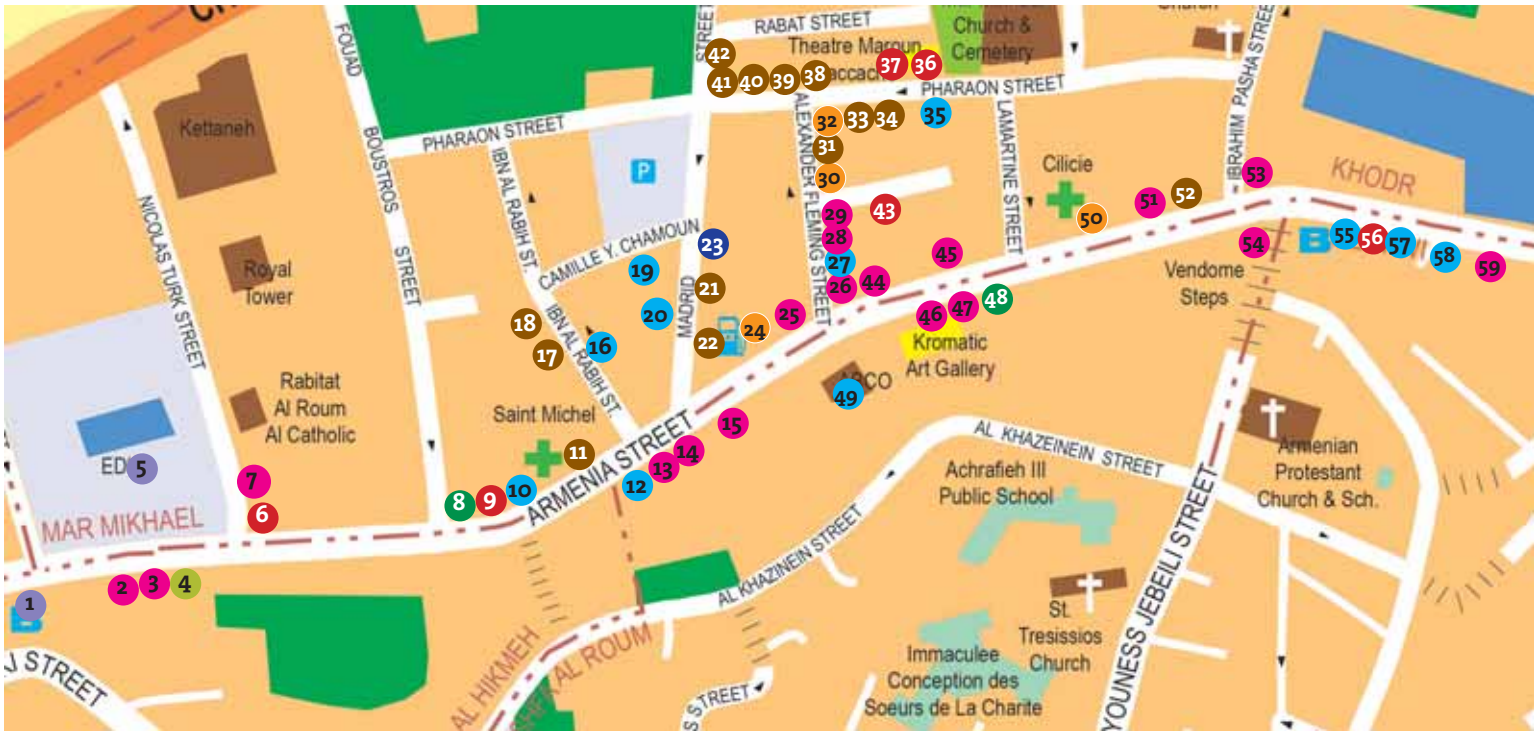 RABAT STREET
STREET
Church &
Cemetery
Theatre Maroun
42
41
40
39
38
37
36
PHARAON STREET
IBRAHIM PASHA STREE
FOUAD
BOUSTROS
STREET
Kettaneh
PHARAON STREET
IBN AL RABIH ST.
P
ALEXANDER FLEMING STREET
32
33
34
35
31
30
LAMARTINE STREET
Cilicie
50
51
52
53
KHODR
NICOLAS TURK STREET
29
43
28
27
26
44
45
CAMILLE Y. CHAMOUN
23
19
MADRID
21
20
Royal
Tower
54
B
55
56
57
58
59
Vendome
Steps
18
17
16
IBN AL RABIH ST.
22
24
25
46
47
48
Kromatic
Art Gallery
49
Rabitat
Al Roum
Al Catholic
Saint Michel
11
15
14
13
12
ARMENIA STREET
AL KHAZEINEIN STREET
Achrafieh III
Public School
Armenian
Protestant
Church & Sch.
5
7
6
8
9
10
MAR MIKHAEL
2
3
4
1
B
AL KHAZINEIN STREET
YOUNESS JEBEILI STREET
St.
Tresissios
Church
Immaculee
Conception des
Soeurs de La Charite
J STREET
AL HIKMEH
AL ROUM
S STREET